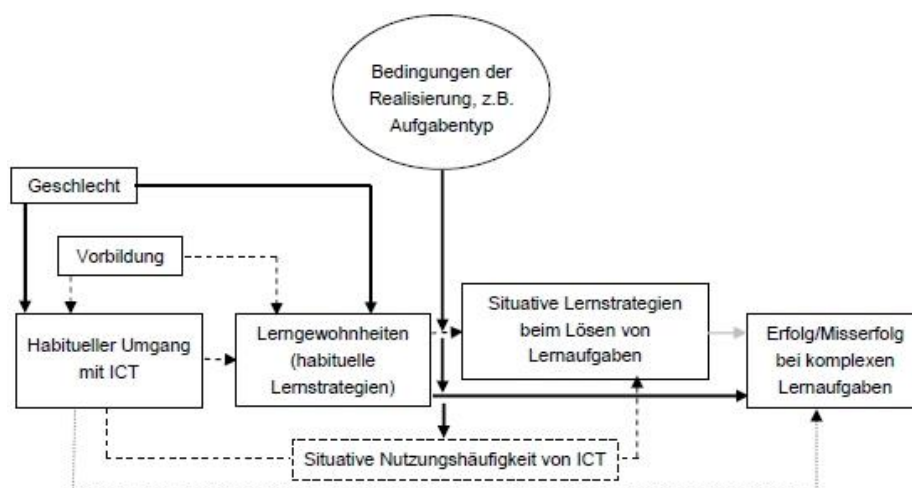 Bedingungen der
Realisierung, z.B.
Aufgabentyp
Geschlecht
Vorbildung
Habitueller Umgang
mit ICT
Lerngewohnheiten
(habituelle
Lernstrategien)
Situative Lernstrategien
beim Lösen von
Lernaufgaben
Erfolg/Misserfolg
bei komplexen
Lernaufgaben
Situative Nutzungshäufigkeit von ICT